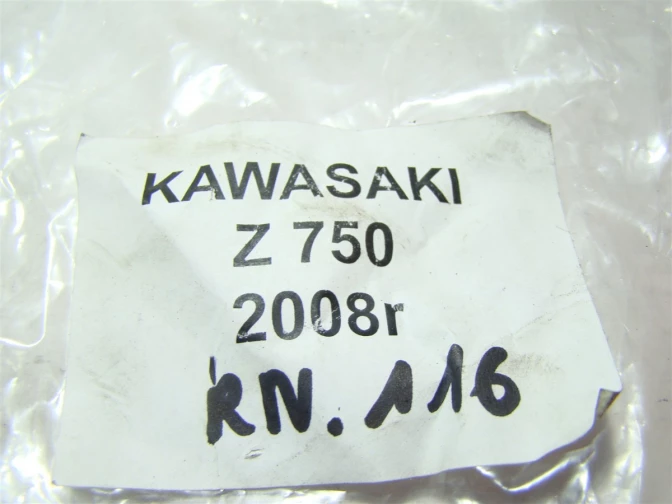 KAWASAKI
Z 750
2008r
RN. 116